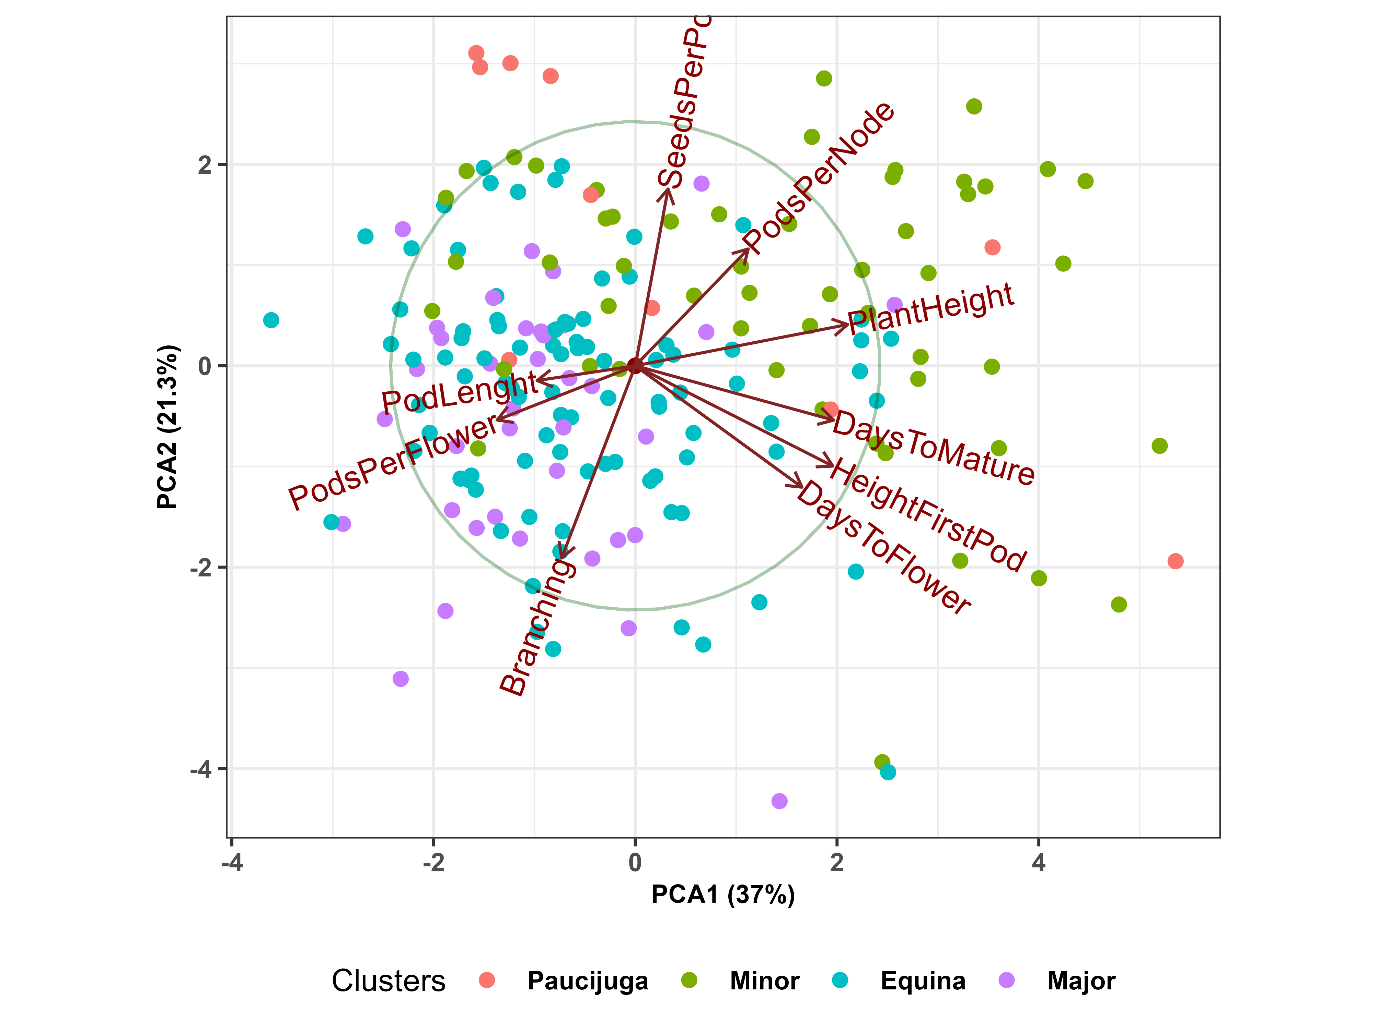 SeedsPerPo
PodsPerNode
PlantHeight
PodLenght
PodsPerFlower
DaysToMature
HeightFirstPod
DaysToFlower
Branching
PCA2 (21.3%)
2
0
-2
-4
-4
-2
0
2
4
PCA1 (37%)
Clusters
Paucijuga
Minor
Equina
Major